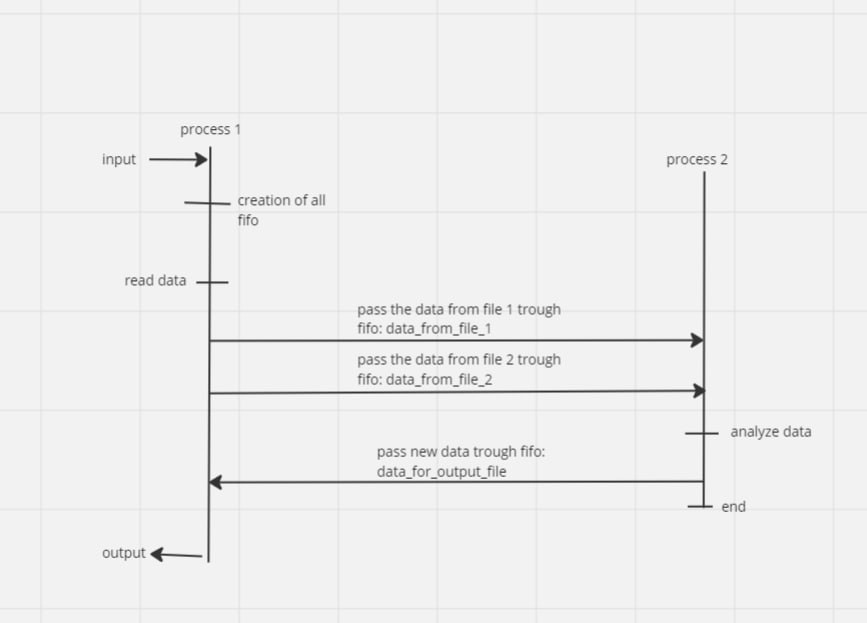 process 1
input
process 2
creation of all
fifo
read data
pass the data from file 1 trough
fifo: data_from_file_1
pass the data from file 2 trough
fifo: data_from_file_2
analyze data
pass new data trough fifo:
data_for_output_file
end
output